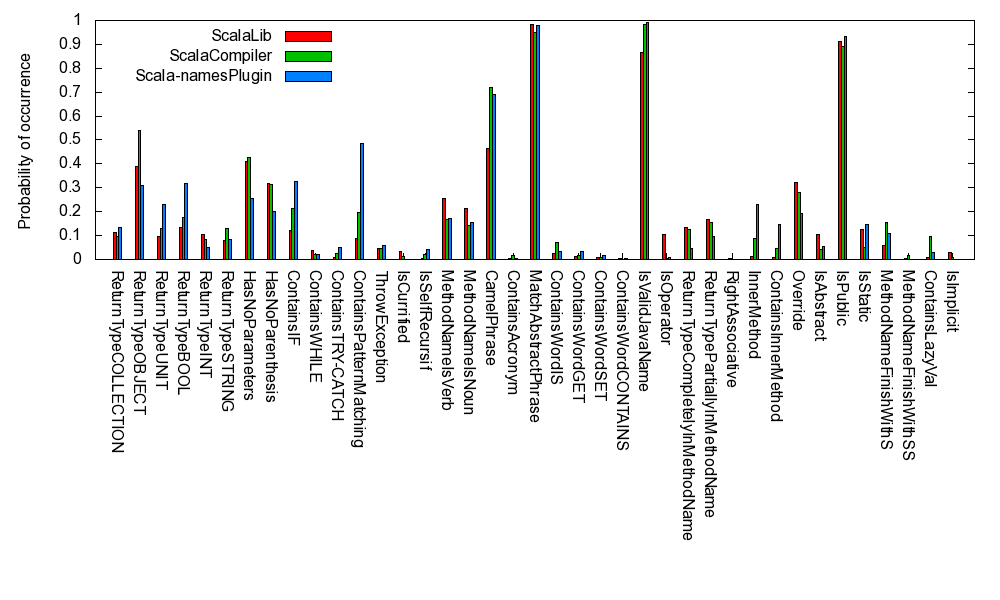 Probability of occurrence
1
0.9
0.8
0.7
0.6
0.5
0.4
0.3
0.2
0.1
0
ScalaLib
ScalaCompiler
Scala-namesPlugin
ReturnTypeCOLLECTION
ReturnTypeOBJECT
ReturnTypeUNIT
ReturnTypeBOOL
ReturnTypeINT
ReturnTypeSTRING
HasNoParameters
HasNoParenthesis
ContainsIF
ContainsWHILE
ContainsTRY-CATCH
ContainsPatternMatching
ThrowException
IsCurrified
IsSelfRecursif
MethodNameIsVerb
MethodNameIsNoun
CamelPhrase
ContainsAcronym
MatchAbstractPhrase
ContainsWordIS
ContainsWordGET
ContainsWordSET
ContainsWordCONTAINS
IsValidJavaName
IsOperator
ReturnTypeCompletelyInMethodName
ReturnTypePartiallyInMethodName
RightAssociative
InnerMethod
ContainsInnerMethod
Override
IsAbstract
IsPublic
IsStatic
MethodNameFinishWithS
MethodNameFinishWithSS
ContainsLazyVal
IsImplicit